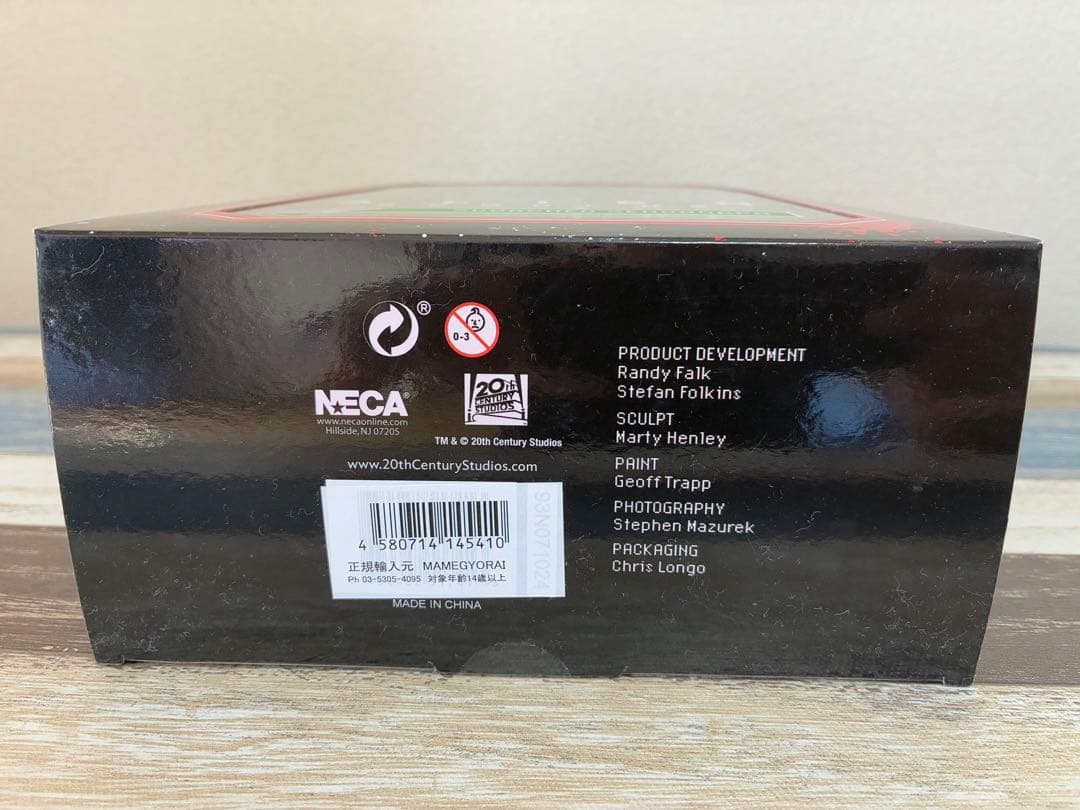 ®
0-3
NECA®
www.necaonline.com
Hillside, NJ 07205
20th
CENTURY
STUDIOS
TM & © 20th Century Studios
www.20thCenturyStudios.com
93N071021
4 580714 145410
正規輸入元 MAMEGYORAI
Ph 03-5305-4095 対象年齢14歳以上
MADE IN CHINA
PRODUCT DEVELOPMENT
Randy Falk
Stefan Folkins
SCULPT
Marty Henley
PAINT
Geoff Trapp
PHOTOGRAPHY
Stephen Mazurek
PACKAGING
Chris Longo